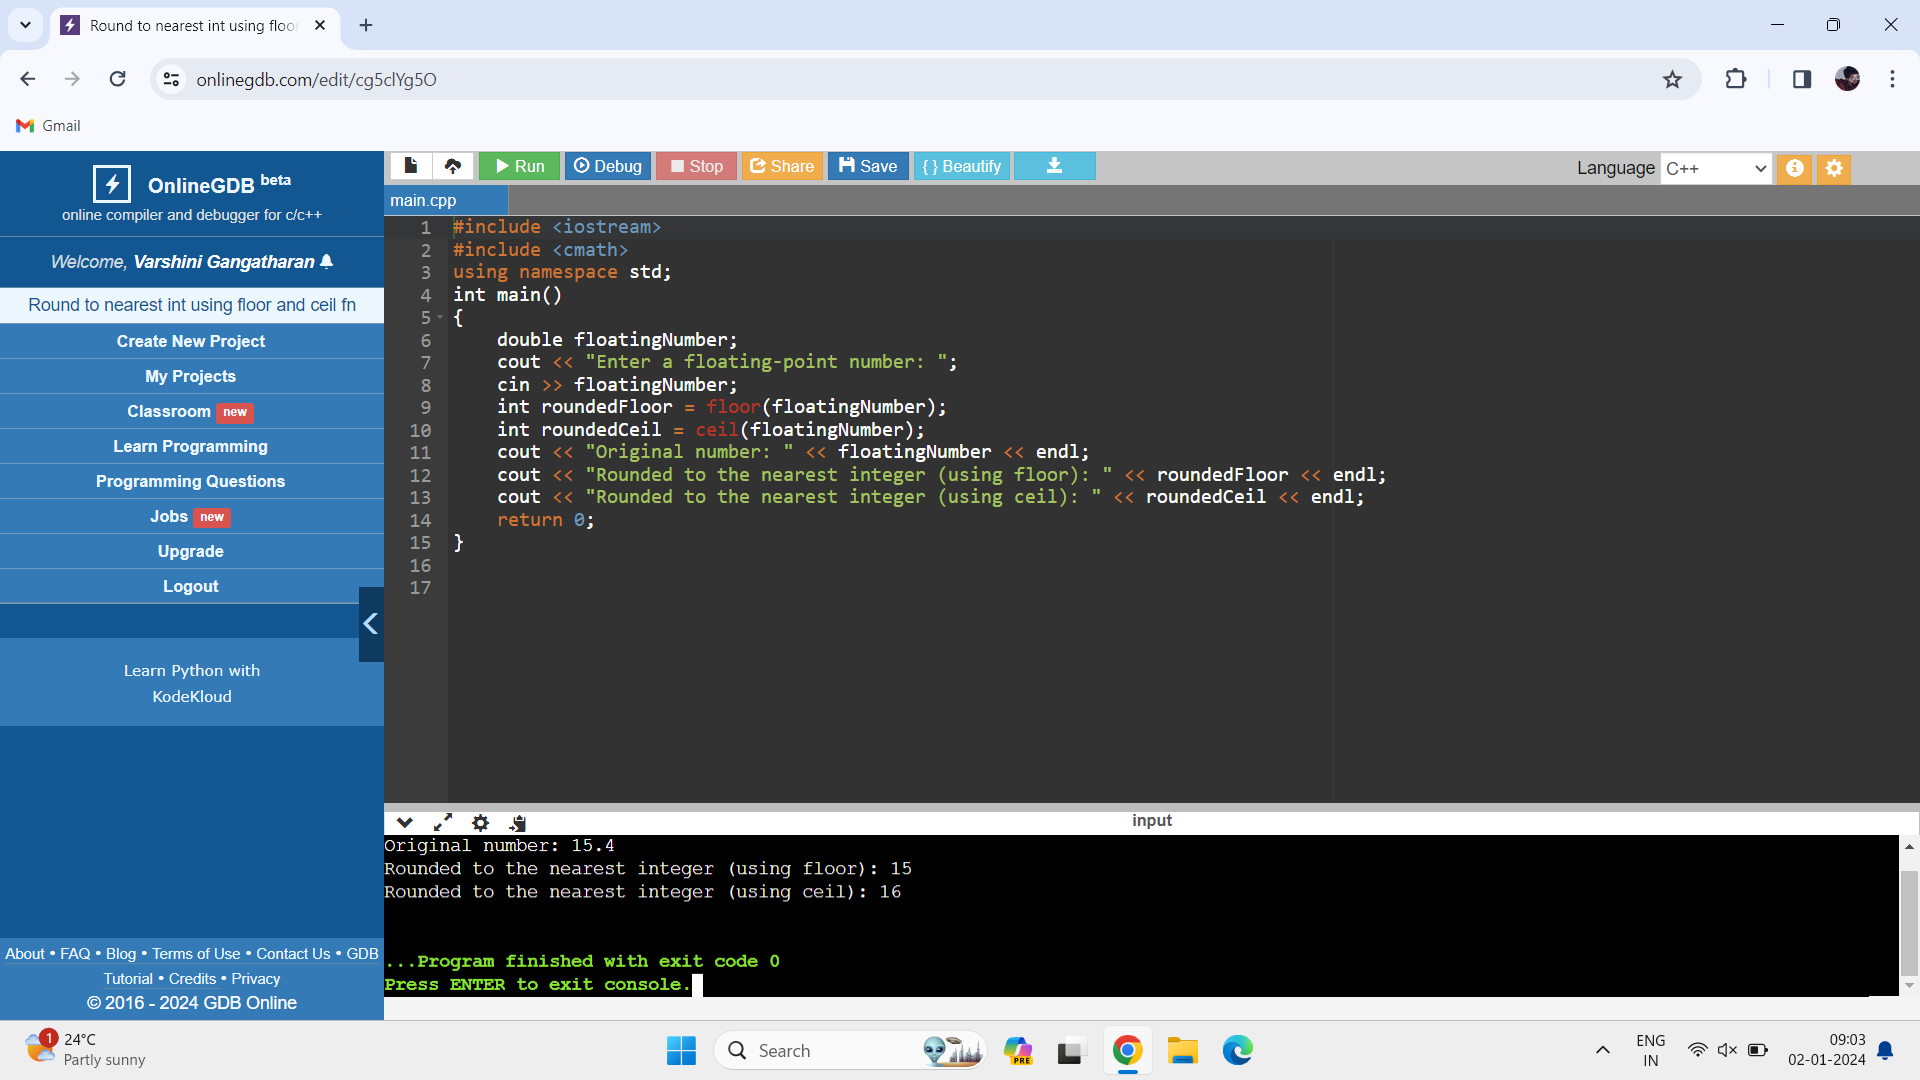 Round to nearest int using floor
onlinegdb.com/edit/cg5clYg5O
Gmail
OnlineGDB beta
online compiler and debugger for c/c++
Welcome, Varshini Gangatharan
Round to nearest int using floor and ceil fn
Create New Project
My Projects
Classroom new
Learn Programming
Programming Questions
Jobs new
Upgrade
Logout
Learn Python with
KodeKloud
About • FAQ • Blog • Terms of Use • Contact Us • GDB
Tutorial • Credits • Privacy
© 2016 - 2024 GDB Online
Run Debug Stop Share Save { } Beautify
Language C++
main.cpp
1 #include <iostream>
2 #include <cmath>
3 using namespace std;
4 int main()
5 {
6 double floatingNumber;
7 cout << "Enter a floating-point number: ";
8 cin >> floatingNumber;
9 int roundedFloor = floor(floatingNumber);
10 int roundedCeil = ceil(floatingNumber);
11 cout << "Original number: " << floatingNumber << endl;
12 cout << "Rounded to the nearest integer (using floor): " << roundedFloor << endl;
13 cout << "Rounded to the nearest integer (using ceil): " << roundedCeil << endl;
14 return 0;
15 }
16
17
input
Original number: 15.4
Rounded to the nearest integer (using floor): 15
Rounded to the nearest integer (using ceil): 16
...Program finished with exit code 0
Press ENTER to exit console.
1
24°C
Partly sunny
Search
PRE
ENG
IN
09:03
02-01-2024